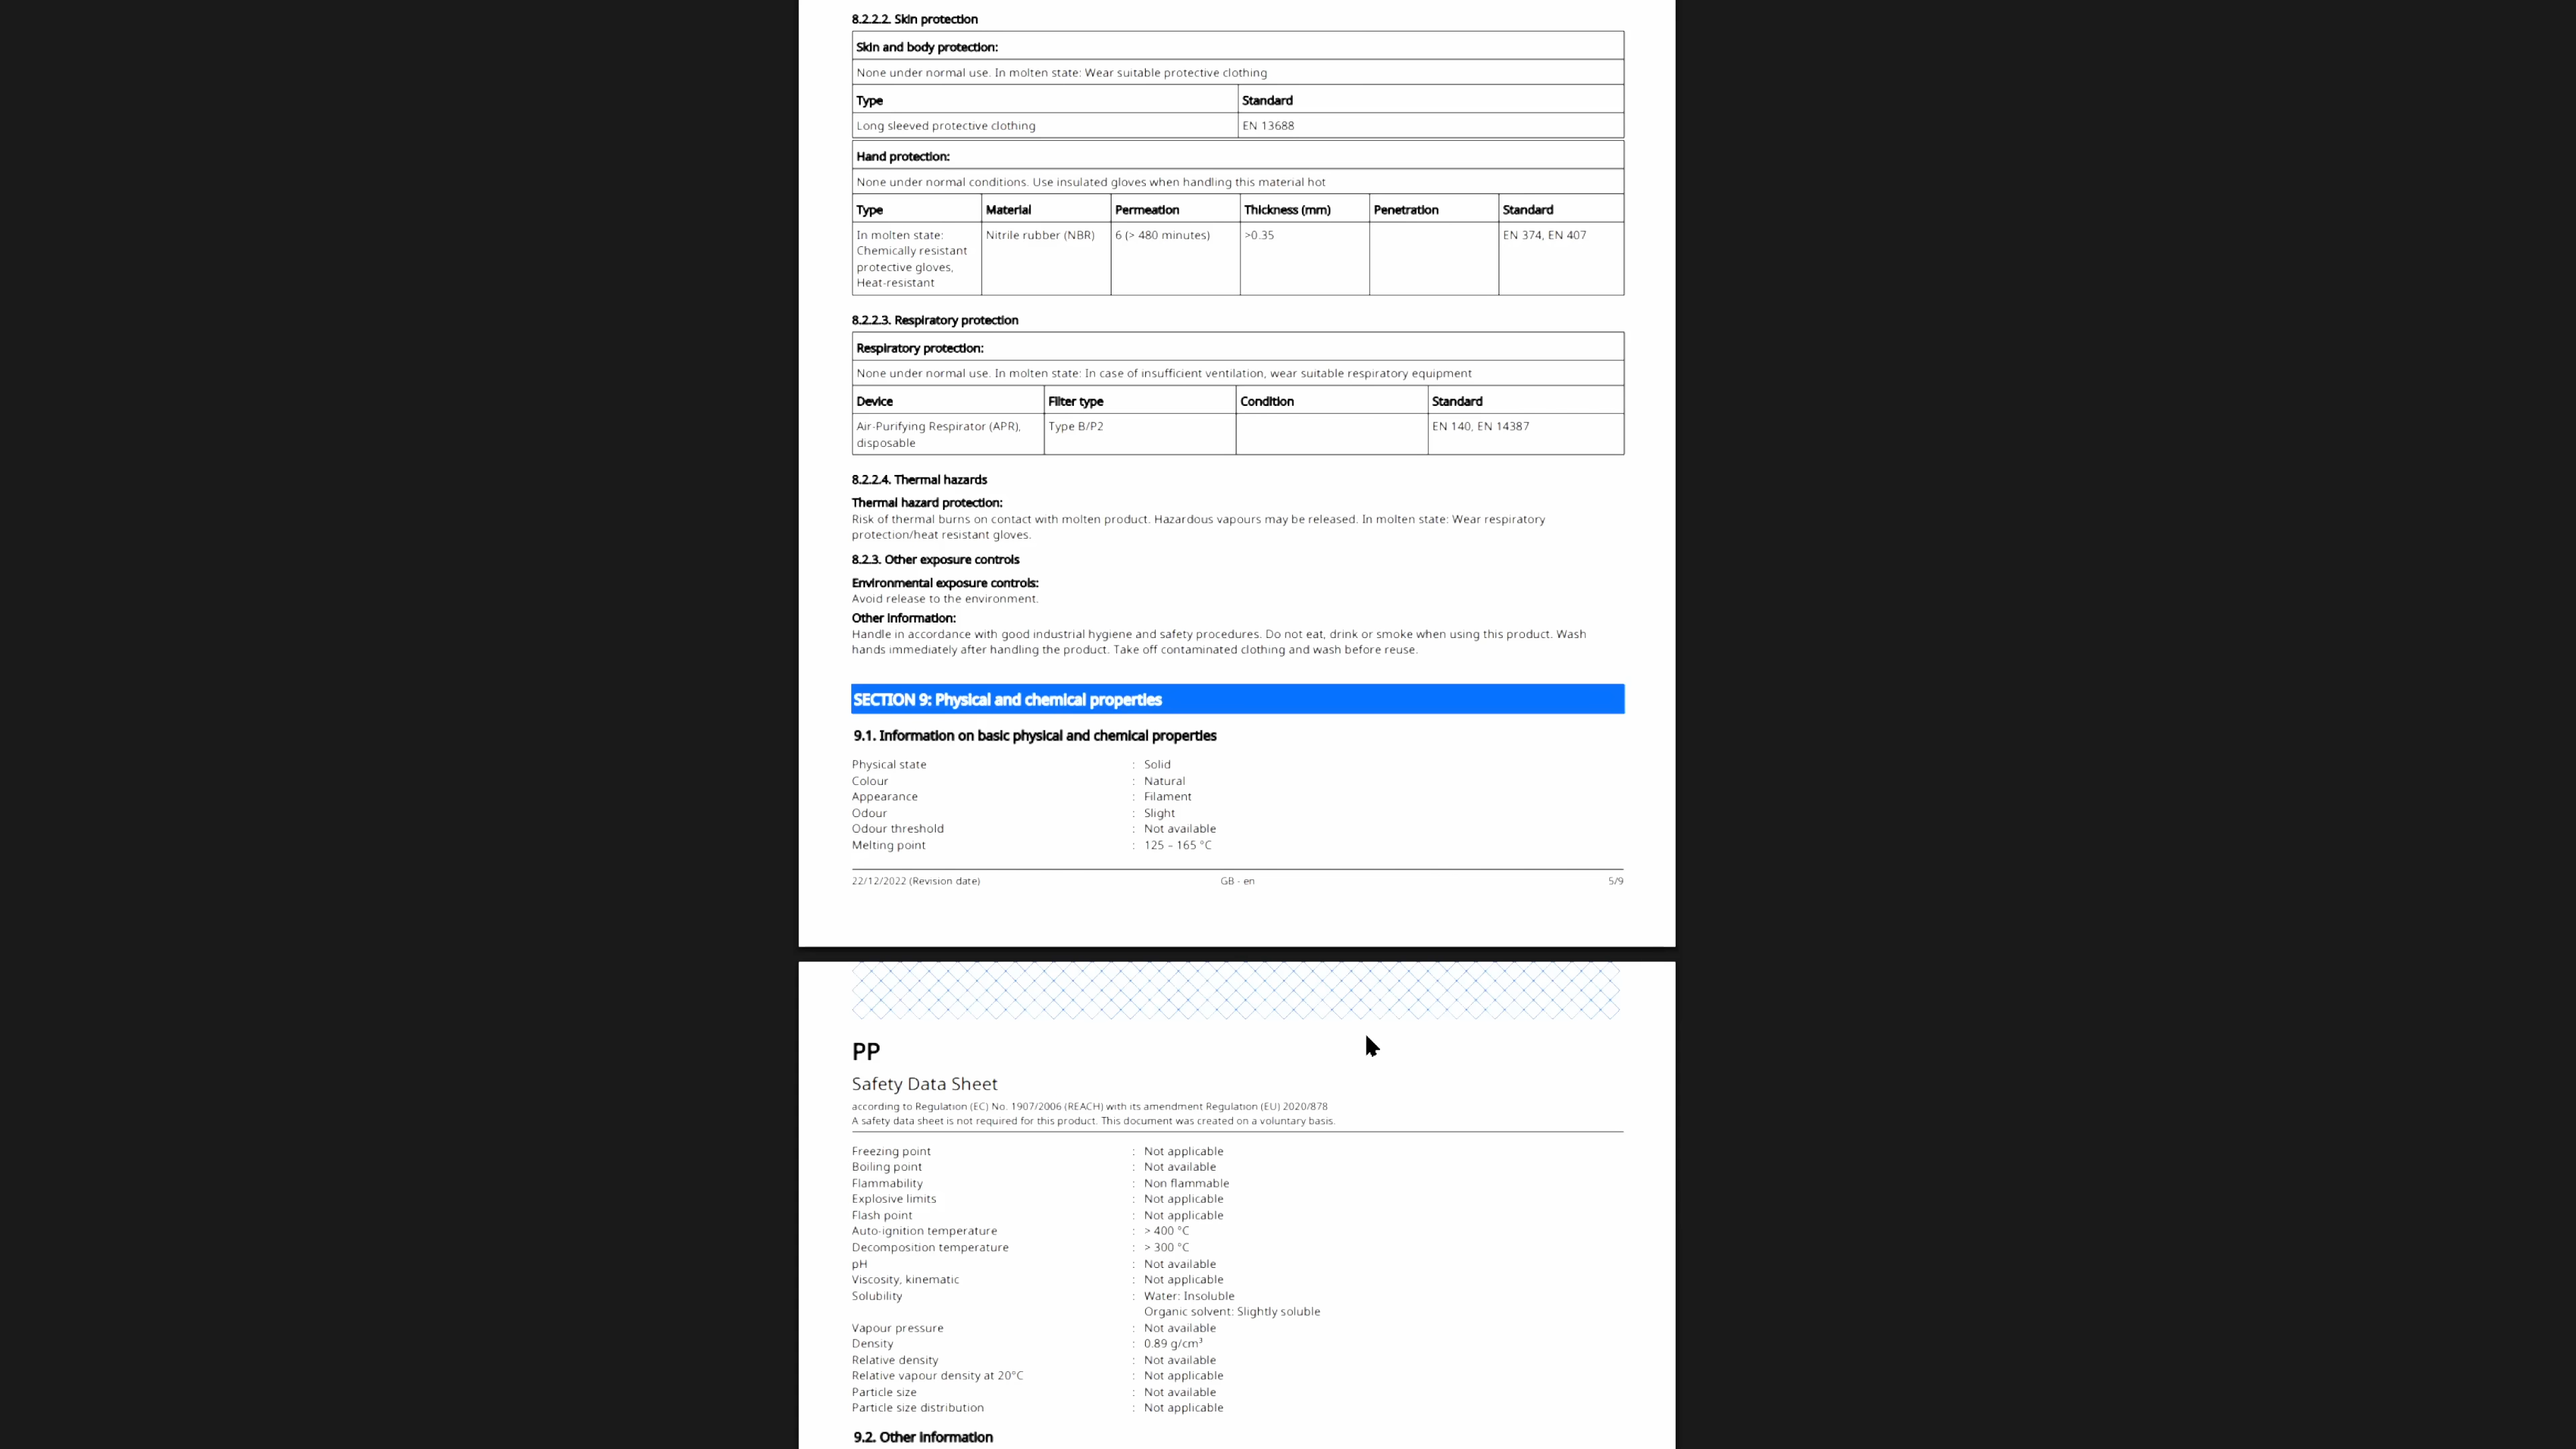 8.2.2.2. Skin protection
Skin and body protection:
None under normal use. In molten state: Wear suitable protective clothing
Type Standard
Long sleeved protective clothing EN 13688
Hand protection:
None under normal conditions. Use insulated gloves when handling this material hot
Type Material Permeation Thickness (mm) Penetration Standard
In molten state: Nitrile rubber (NBR) 6 (> 480 minutes) >0.35 EN 374, EN 407
Chemically resistant
protective gloves,
Heat-resistant
8.2.2.3. Respiratory protection
Respiratory protection:
None under normal use. In molten state: In case of insufficient ventilation, wear suitable respiratory equipment
Device Filter type Condition Standard
Air-Purifying Respirator (APR), Type B/P2 EN 140, EN 14387
disposable
8.2.2.4. Thermal hazards
Thermal hazard protection:
Risk of thermal burns on contact with molten product. Hazardous vapours may be released. In molten state: Wear respiratory
protection/heat resistant gloves.
8.2.3. Other exposure controls
Environmental exposure controls:
Avoid release to the environment.
Other information:
Handle in accordance with good industrial hygiene and safety procedures. Do not eat, drink or smoke when using this product. Wash
hands immediately after handling the product. Take off contaminated clothing and wash before reuse.
SECTION 9: Physical and chemical properties
9.1. Information on basic physical and chemical properties
Physical state : Solid
Colour : Natural
Appearance : Filament
Odour : Slight
Odour threshold : Not available
Melting point : 125 – 165 °C
22/12/2022 (Revision date) GB - en 5/9
PP
Safety Data Sheet
according to Regulation (EC) No. 1907/2006 (REACH) with its amendment Regulation (EU) 2020/878
A safety data sheet is not required for this product. This document was created on a voluntary basis.
Freezing point : Not applicable
Boiling point : Not available
Flammability : Non flammable
Explosive limits : Not applicable
Flash point : Not applicable
Auto-ignition temperature : > 400 °C
Decomposition temperature : > 300 °C
pH : Not available
Viscosity, kinematic : Not applicable
Solubility : Water: Insoluble
Organic solvent: Slightly soluble
Vapour pressure : Not available
Density : 0.89 g/cm³
Relative density : Not available
Relative vapour density at 20°C : Not applicable
Particle size : Not available
Particle size distribution : Not applicable
9.2. Other information